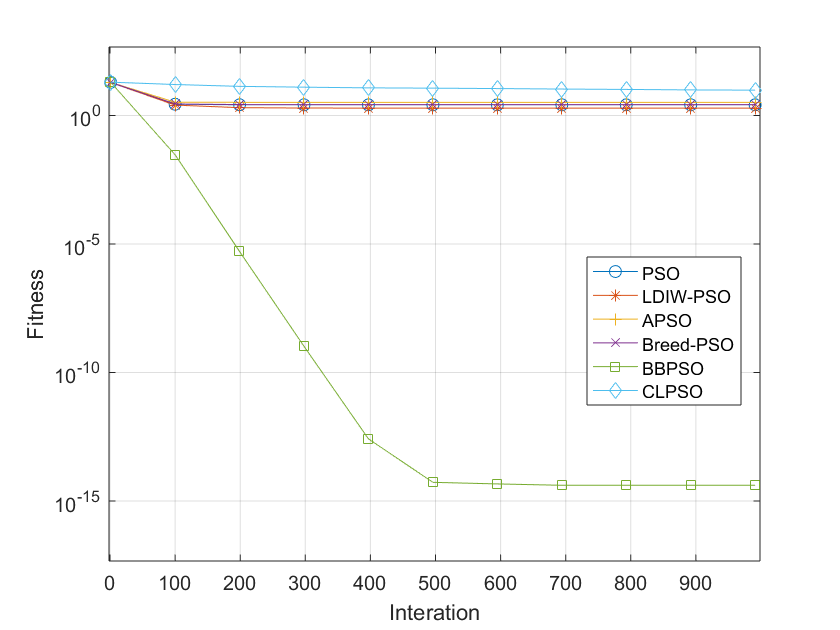 10^0
10^-5
10^-10
10^-15
Fitness
PSO
LDIW-PSO
APSO
Breed-PSO
BBPSO
CLPSO
0 100 200 300 400 500 600 700 800 900
Interation